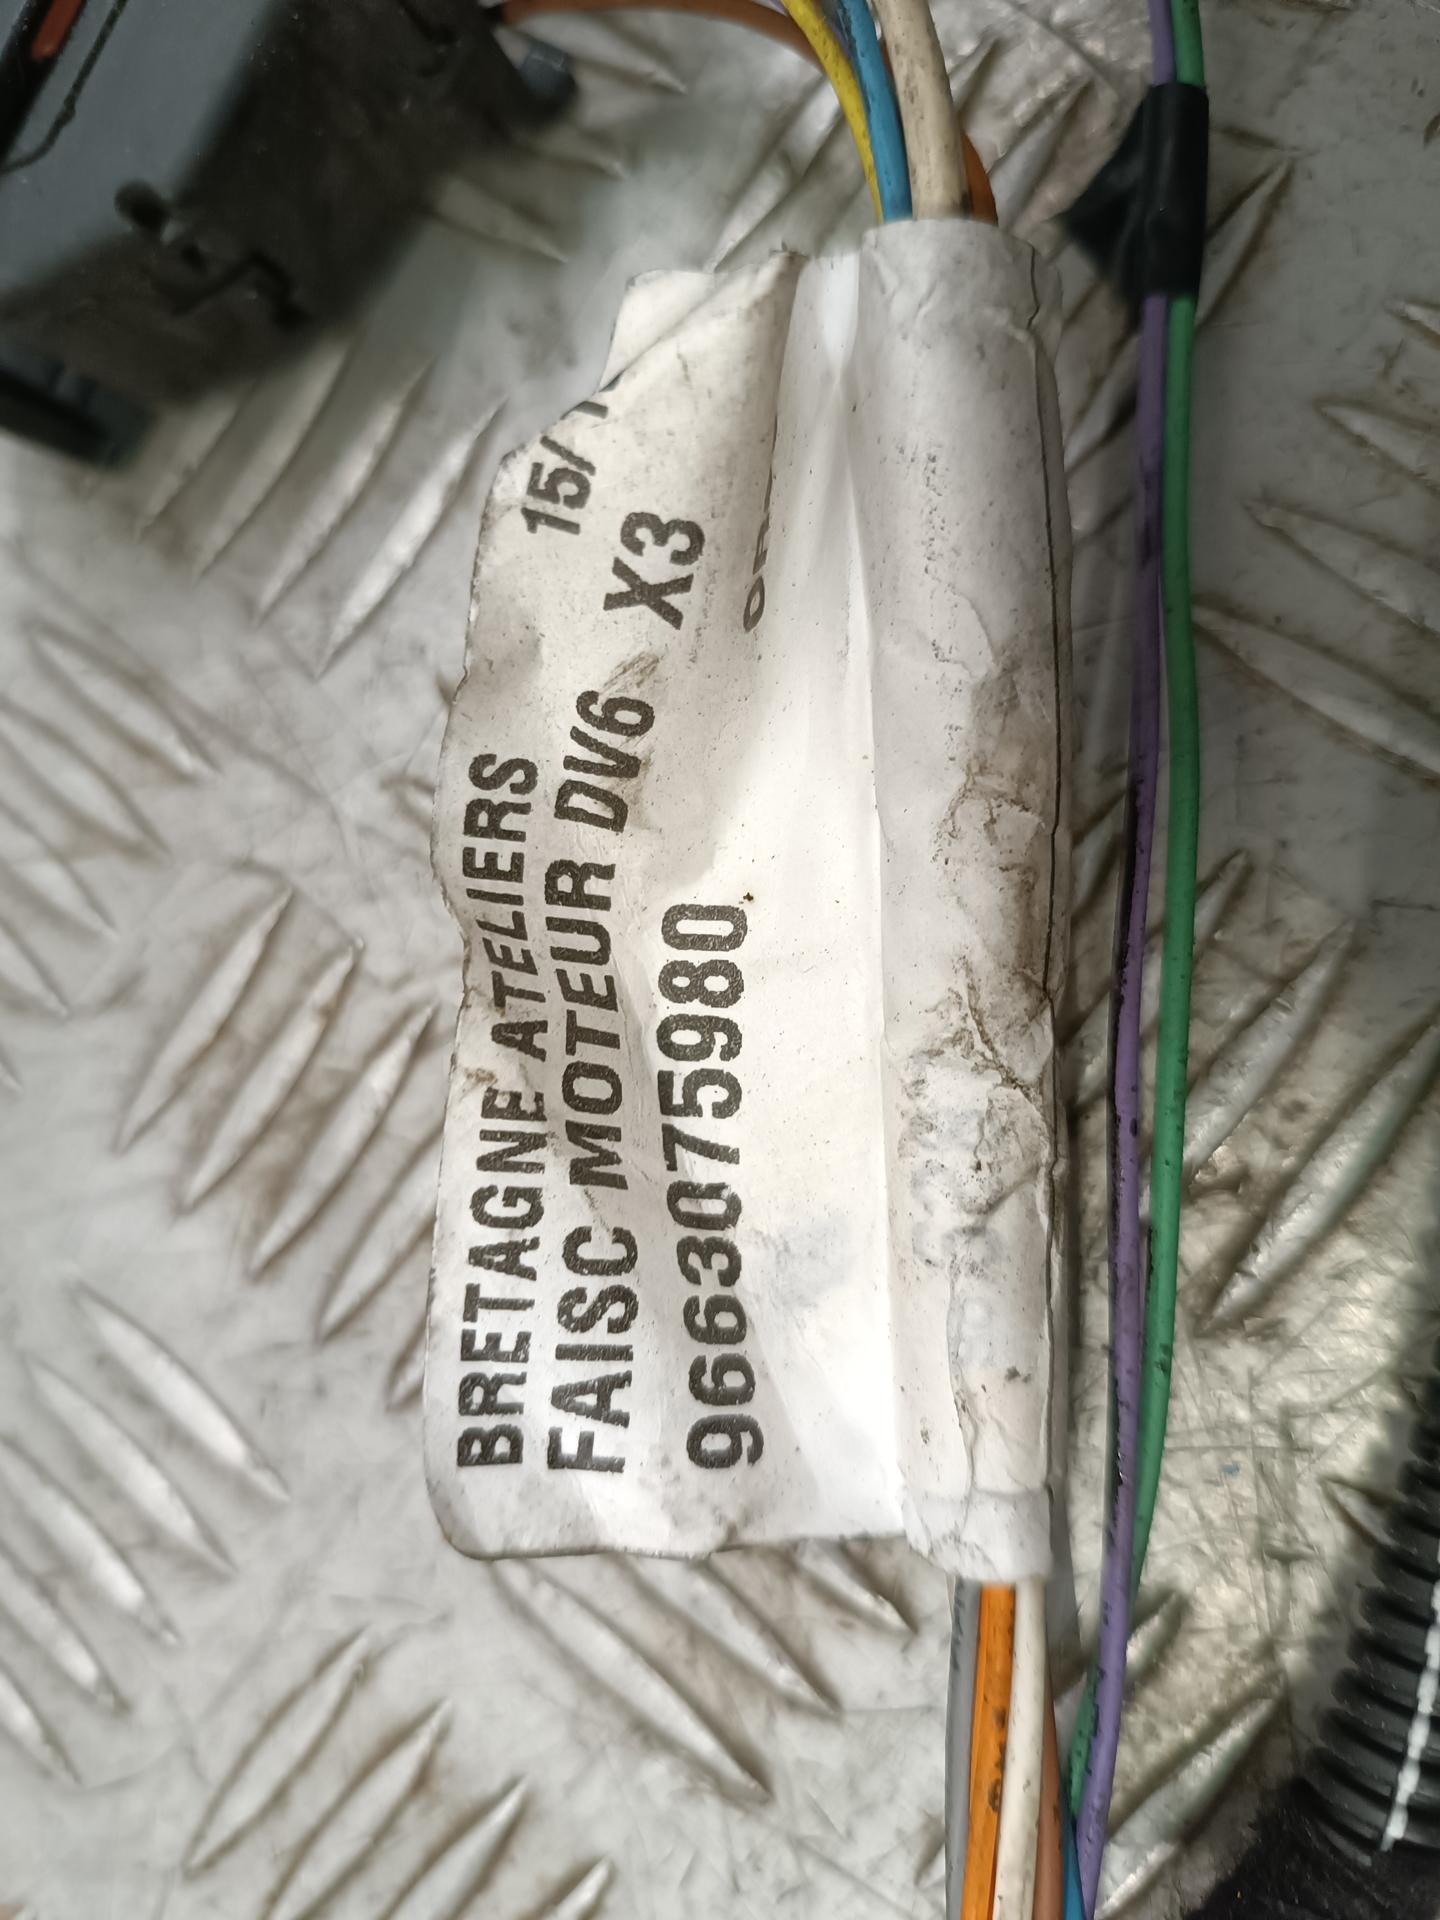 BRETAGNE ATELIERS 15/
FAISC MOTEUR DV6 X3
9663075980